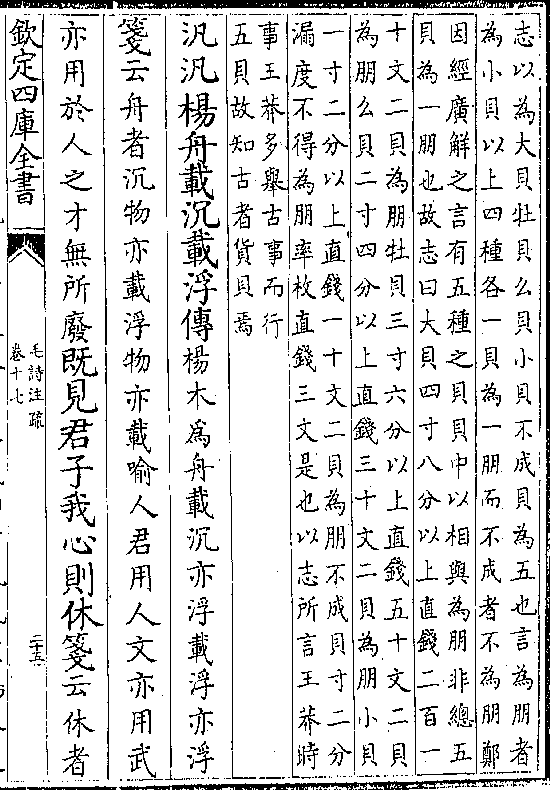 志以為大貝牡貝么貝小貝不成貝為五也言為朋者
為小貝以上四種各一貝為一朋而不成者不為朋鄭
因經廣解之言有五種之貝貝中以相與為朋非總五
貝為一朋也故志曰大貝四寸八分以上直錢二百一
十文二貝為朋牡貝三寸六分以上直錢五十文二貝
為朋么貝二寸四分以上直錢三十文二貝為朋小貝
一寸二分以上直錢一十文二貝為朋不成貝寸二分
漏度不得為朋率枚直錢三文是也以志所言王莽時
事王莽多舉古事而行
五貝故知古者貨貝焉
汎汎楊舟載沉載浮傳楊木為舟載沉亦浮載浮亦浮
箋云舟者沉物亦載浮物亦載喻人君用人文亦用武
亦用於人之才無所廢既見君子我心則休箋云休者
欽定四庫全書
毛詩注疏
卷十七
二十五